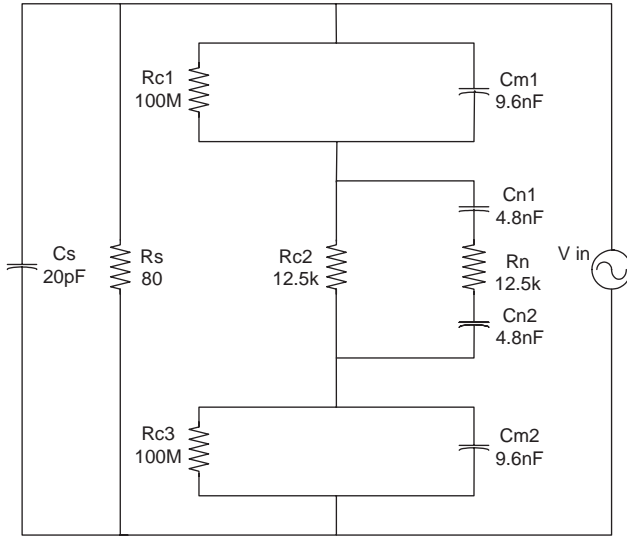 Rc1
100M
Cm1
9.6nF
Cn1
4.8nF
Cs
20pF
Rs
80
Rc2
12.5k
Rn
12.5k
V in
Cn2
4.8nF
Rc3
100M
Cm2
9.6nF